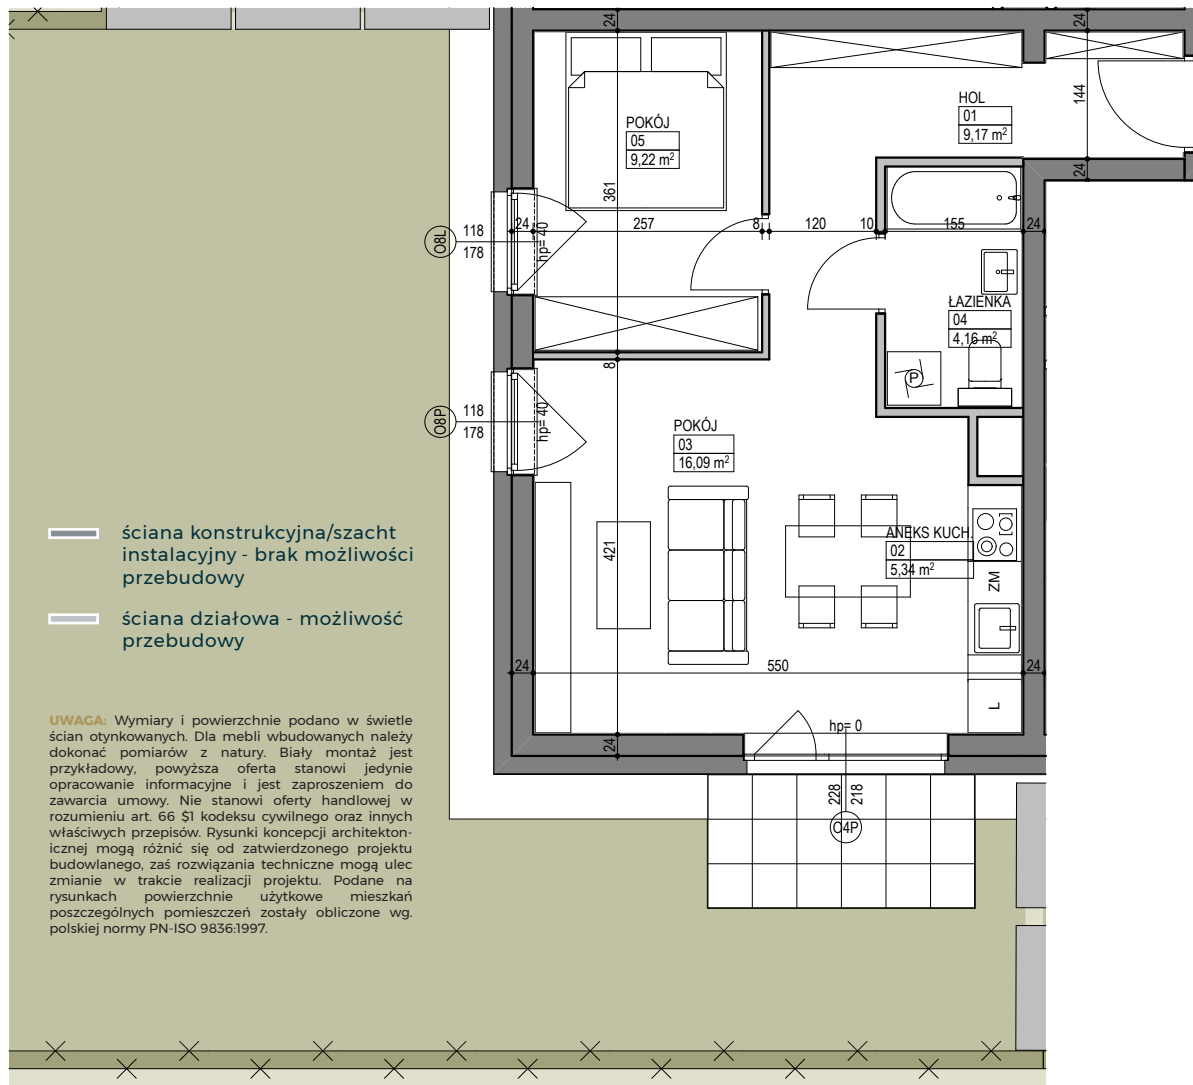 24
24
HOL
01
9,17 m²
144
POKÓJ
05
9,22 m²
361
24
O8L
118
178
hp= 40
24
257
8
120
10
155
24
ŁAZIENKA
04
4,16 m²
P
8
O8P
118
178
hp= 40
POKÓJ
03
16,09 m²
ANEKS KUCH.
02
5,34 m²
421
ZM
24
550
24
L
hp= 0
24
228
218
O4P
ściana konstrukcyjna/szacht
instalacyjny - brak możliwości
przebudowy
ściana działowa - możliwość
przebudowy
UWAGA: Wymiary i powierzchnie podano w świetle
ścian otynkowanych. Dla mebli wbudowanych należy
dokonać pomiarów z natury. Biały montaż jest
przykładowy, powyższa oferta stanowi jedynie
opracowanie informacyjne i jest zaproszeniem do
zawarcia umowy. Nie stanowi oferty handlowej w
rozumieniu art. 66 $1 kodeksu cywilnego oraz innych
właściwych przepisów. Rysunki koncepcji architekton-
icznej mogą różnić się od zatwierdzonego projektu
budowlanego, zaś rozwiązania techniczne mogą ulec
zmianie w trakcie realizacji projektu. Podane na
rysunkach powierzchnie użytkowe mieszkań
poszczególnych pomieszczeń zostały obliczone wg.
polskiej normy PN-ISO 9836:1997.